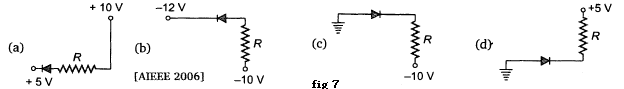 (a) + 5 V R + 10 V
(b) −12 V R −10 V
[AIEEE 2006]
(c) R −10 V
fig 7
(d) +5 V R